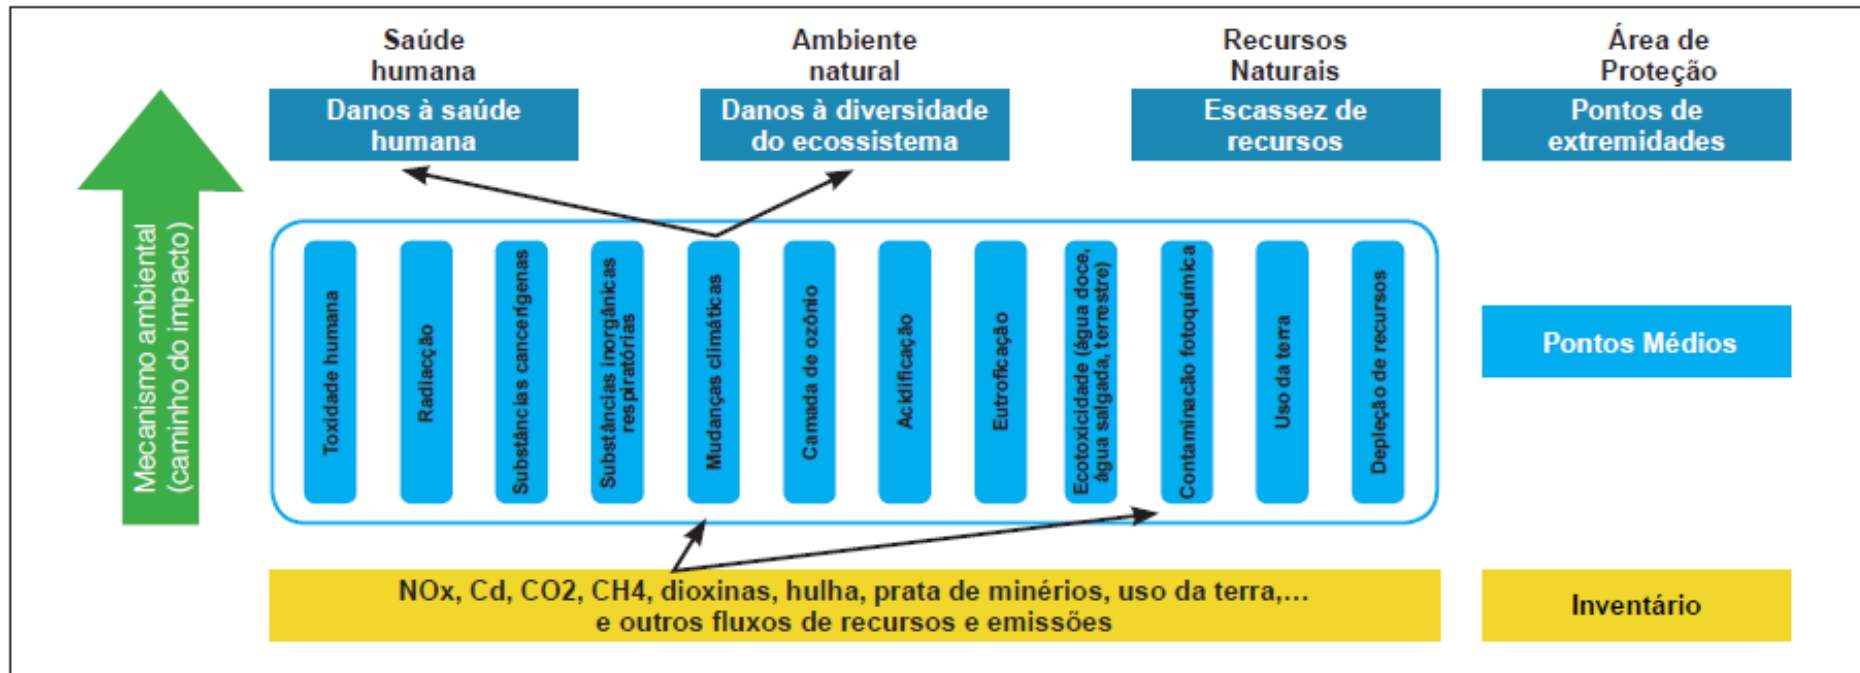 Saúde
humana
Ambiente
natural
Recursos
Naturais
Área de
Proteção
Danos à saúde
humana
Danos à diversidade
do ecossistema
Escassez de
recursos
Pontos de
extremidades
Mecanismo ambiental
(caminho do impacto)
Toxidade humana
Radiacção
Substâncias cancerígenas
Substâncias inorgânicas
respiratórias
Mudanças climáticas
Camada de ozônio
Acidificação
Eutroficação
Ecotoxicidade (água doce,
água salgada, terrestre)
Contaminacão fotoquímica
Uso da terra
Depleção de recursos
Pontos Médios
NOx, Cd, CO2, CH4, dioxinas, hulha, prata de minérios, uso da terra,...
e outros fluxos de recursos e emissões
Inventário